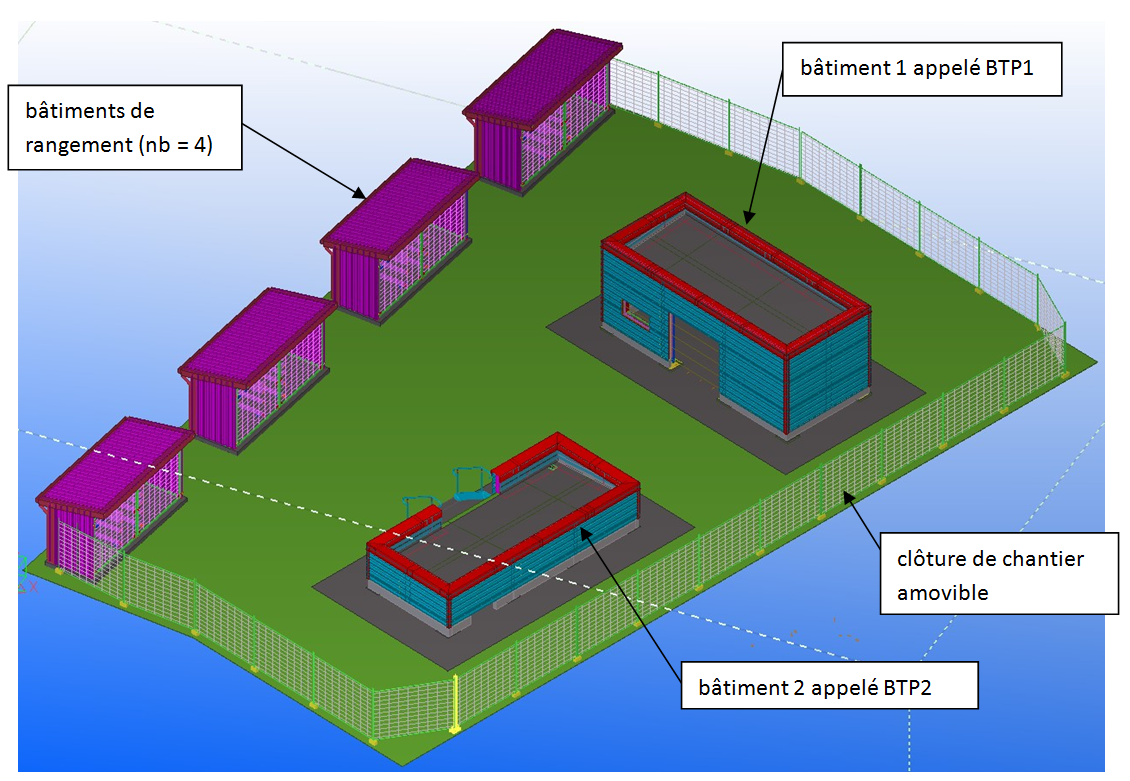 bâtiment 1 appelé BTP1
bâtiments de
rangement (nb = 4)
clôture de chantier
amovible
bâtiment 2 appelé BTP2
X